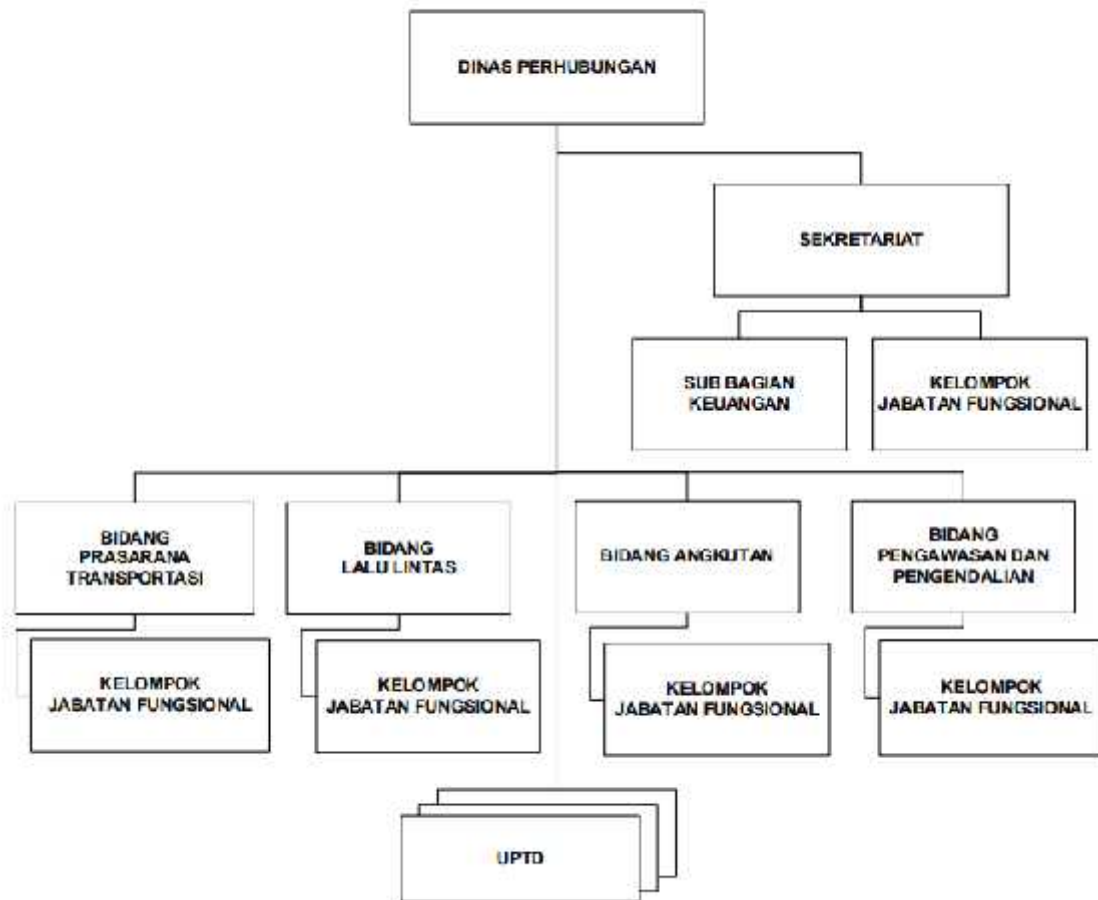 DINAS PERHUBUNGAN
SEKRETARIAT
SUB BAGIAN
KEUANGAN
KELOMPOK
JABATAN FUNGSIONAL
BIDANG
PRASARANA
TRANSPORTASI
BIDANG
LALU LINTAS
BIDANG ANGKUTAN
BIDANG
PENGAWASAN DAN
PENGENDALIAN
KELOMPOK
JABATAN FUNGSIONAL
KELOMPOK
JABATAN FUNGSIONAL
KELOMPOK
JABATAN FUNGSIONAL
KELOMPOK
JABATAN FUNGSIONAL
UPTD